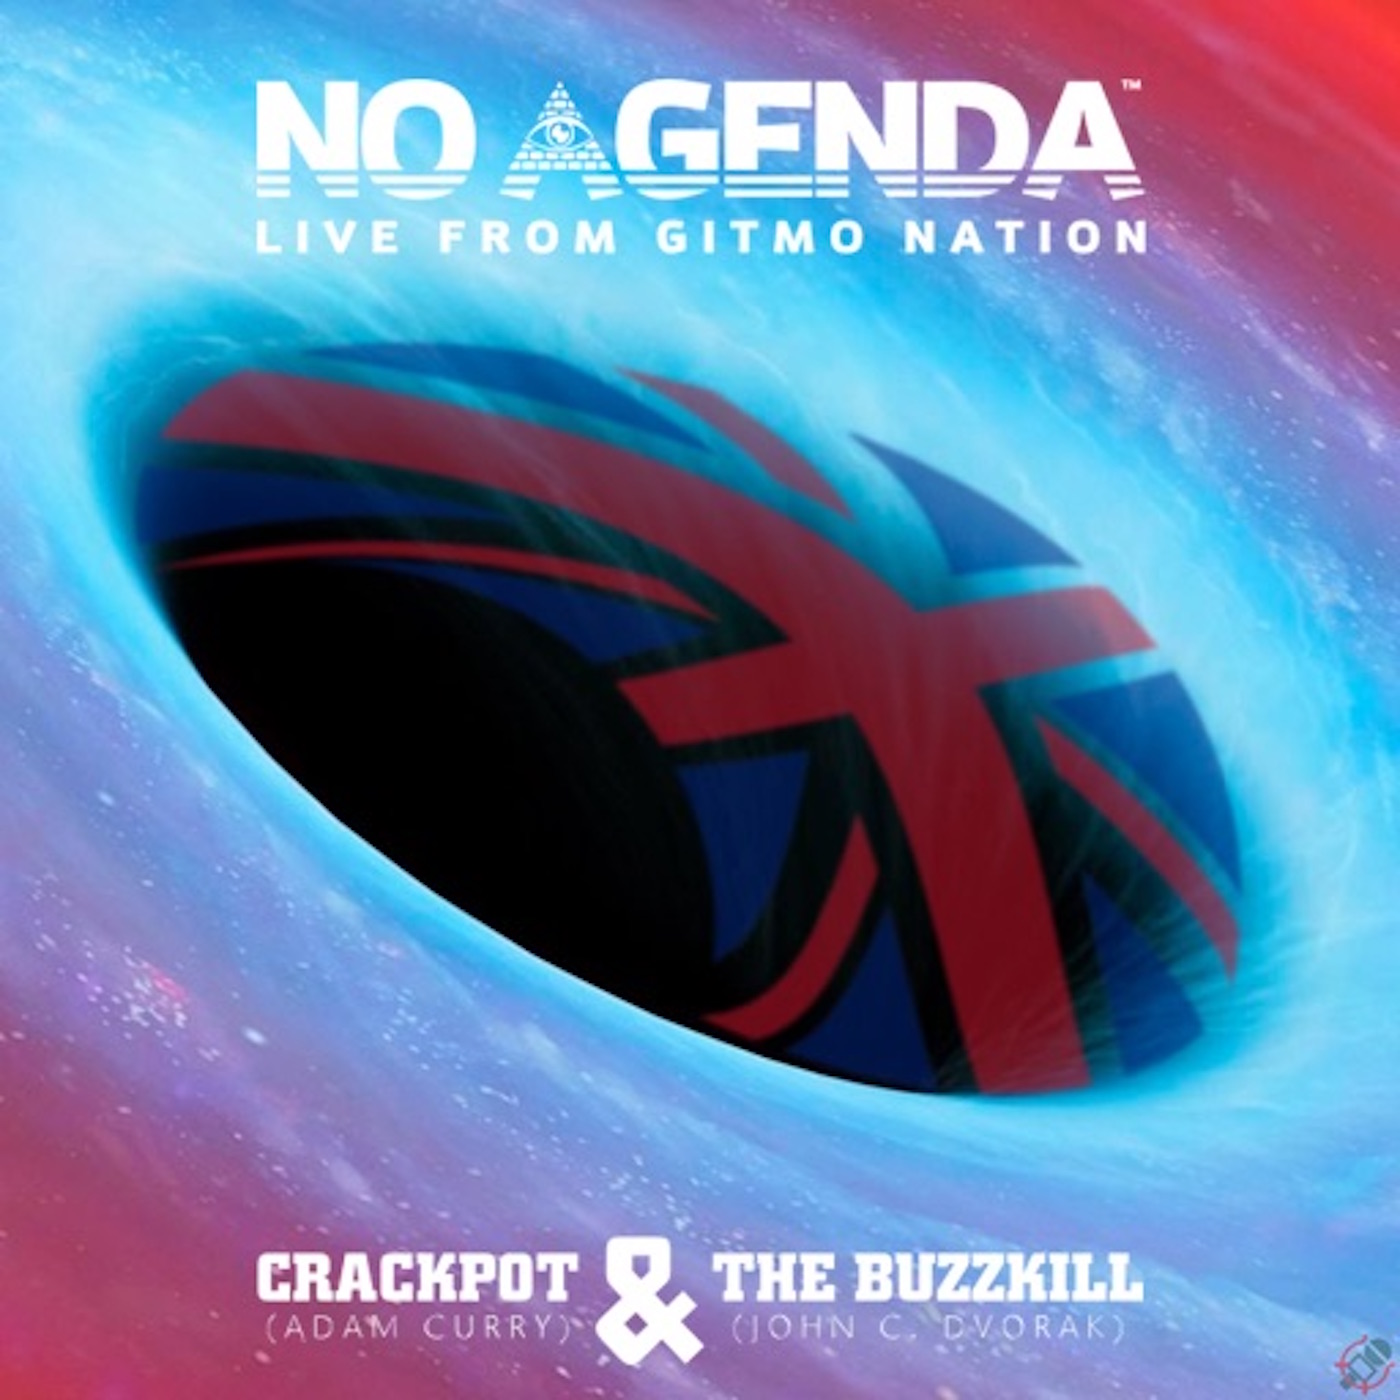 NO AGENDA™
LIVE FROM GITMO NATION
CRACKPOT & THE BUZZKILL
(ADAM CURRY) (JOHN C. DVORAK)